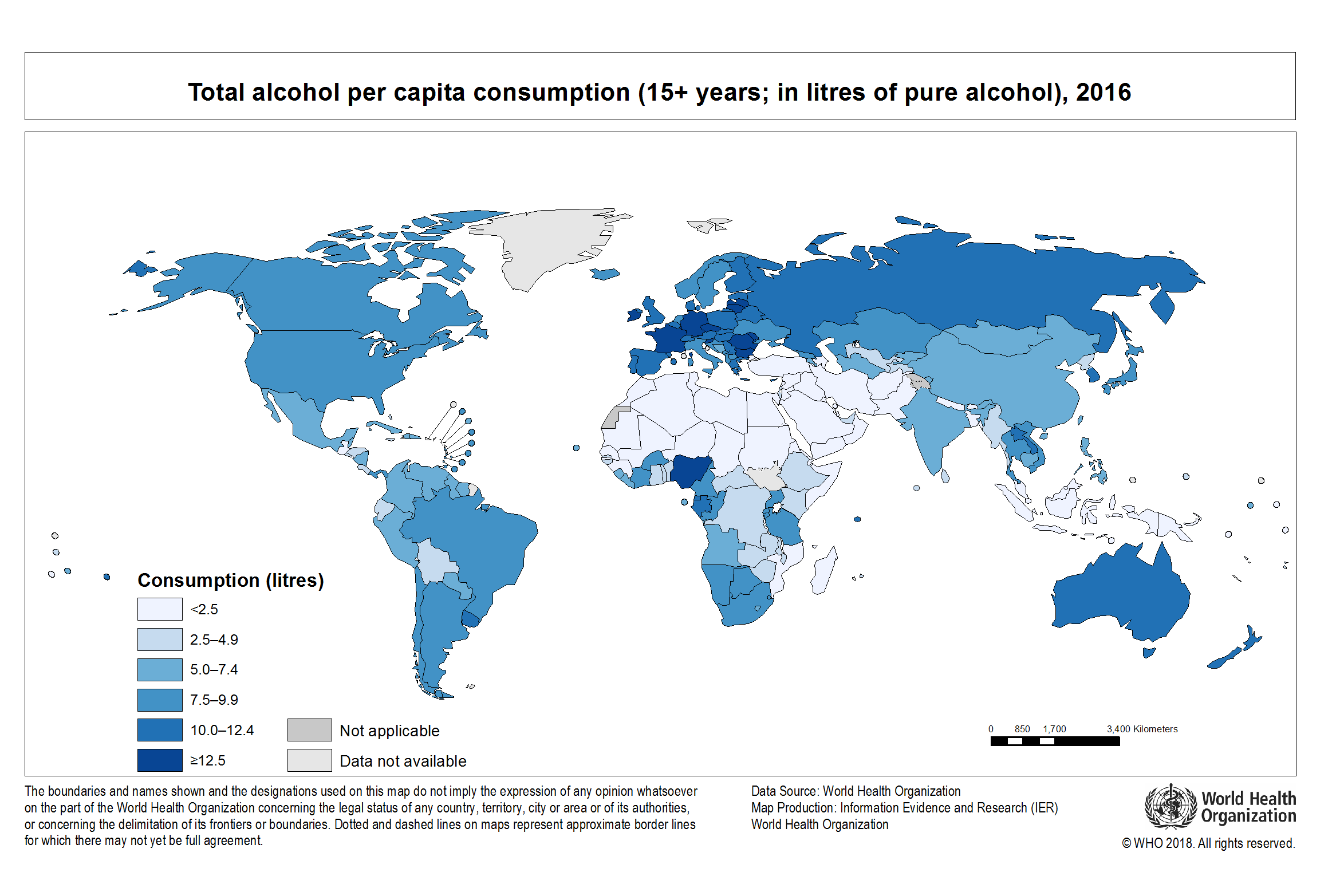 Total alcohol per capita consumption (15+ years; in litres of pure alcohol), 2016
Consumption (litres)
<2.5
2.5–4.9
5.0–7.4
7.5–9.9
10.0–12.4
≥12.5
Not applicable
Data not available
0 850 1,700 3,400 Kilometers
The boundaries and names shown and the designations used on this map do not imply the expression of any opinion whatsoever
on the part of the World Health Organization concerning the legal status of any country, territory, city or area or of its authorities,
or concerning the delimitation of its frontiers or boundaries. Dotted and dashed lines on maps represent approximate border lines
for which there may not yet be full agreement.
Data Source: World Health Organization
Map Production: Information Evidence and Research (IER)
World Health Organization
World Health
Organization
© WHO 2018. All rights reserved.